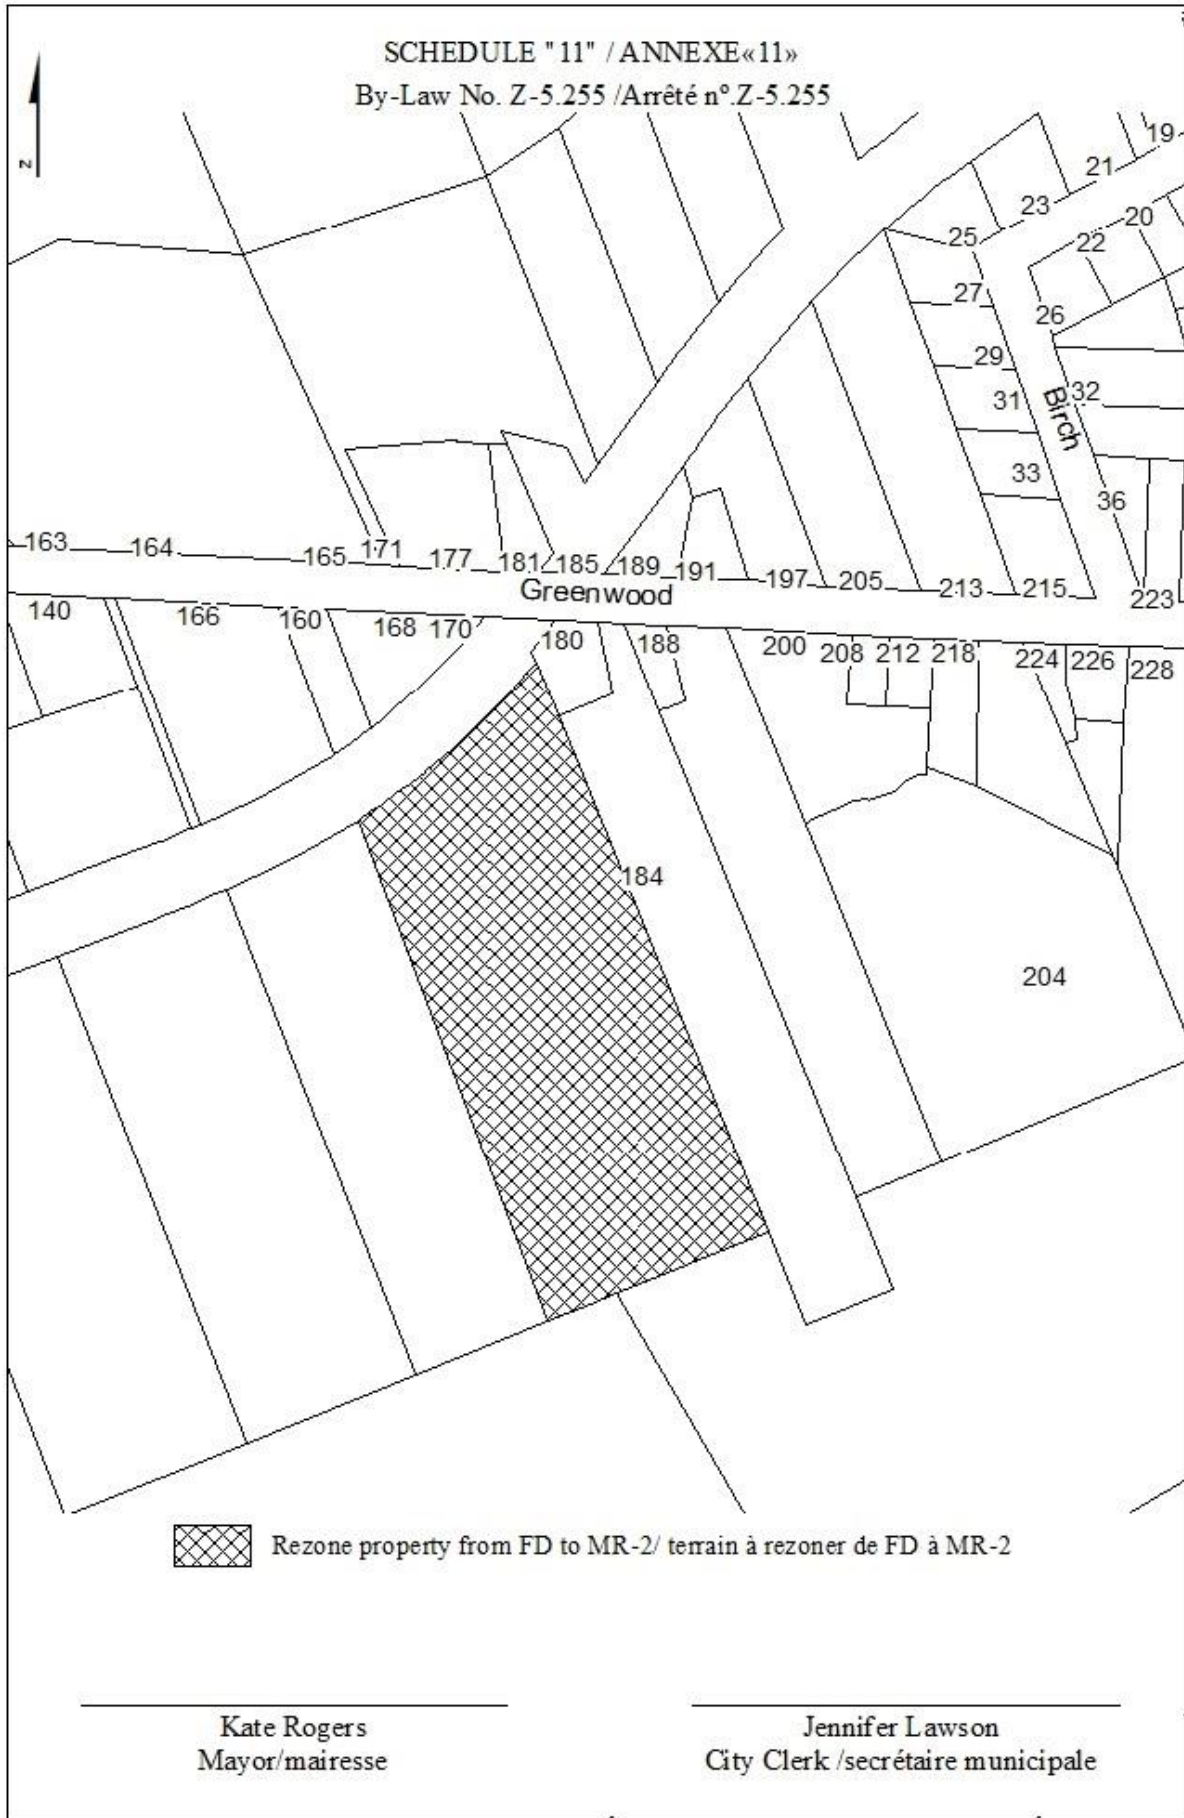 SCHEDULE "11" / ANNEXE«11»
By-Law No. Z-5.255 /Arrêté n°.Z-5.255
z
19
21
23
20
25
22
27
26
29
32
31
Birch
33
36
163 164 165 171 177 181 185 189 191 197 205 213 215 223
Greenwood
140 166 160 168 170 180 188 200 208 212 218 224 226 228
184
204
Rezone property from FD to MR-2/ terrain à rezoner de FD à MR-2
Kate Rogers
Mayor/mairesse
Jennifer Lawson
City Clerk /secrétaire municipale